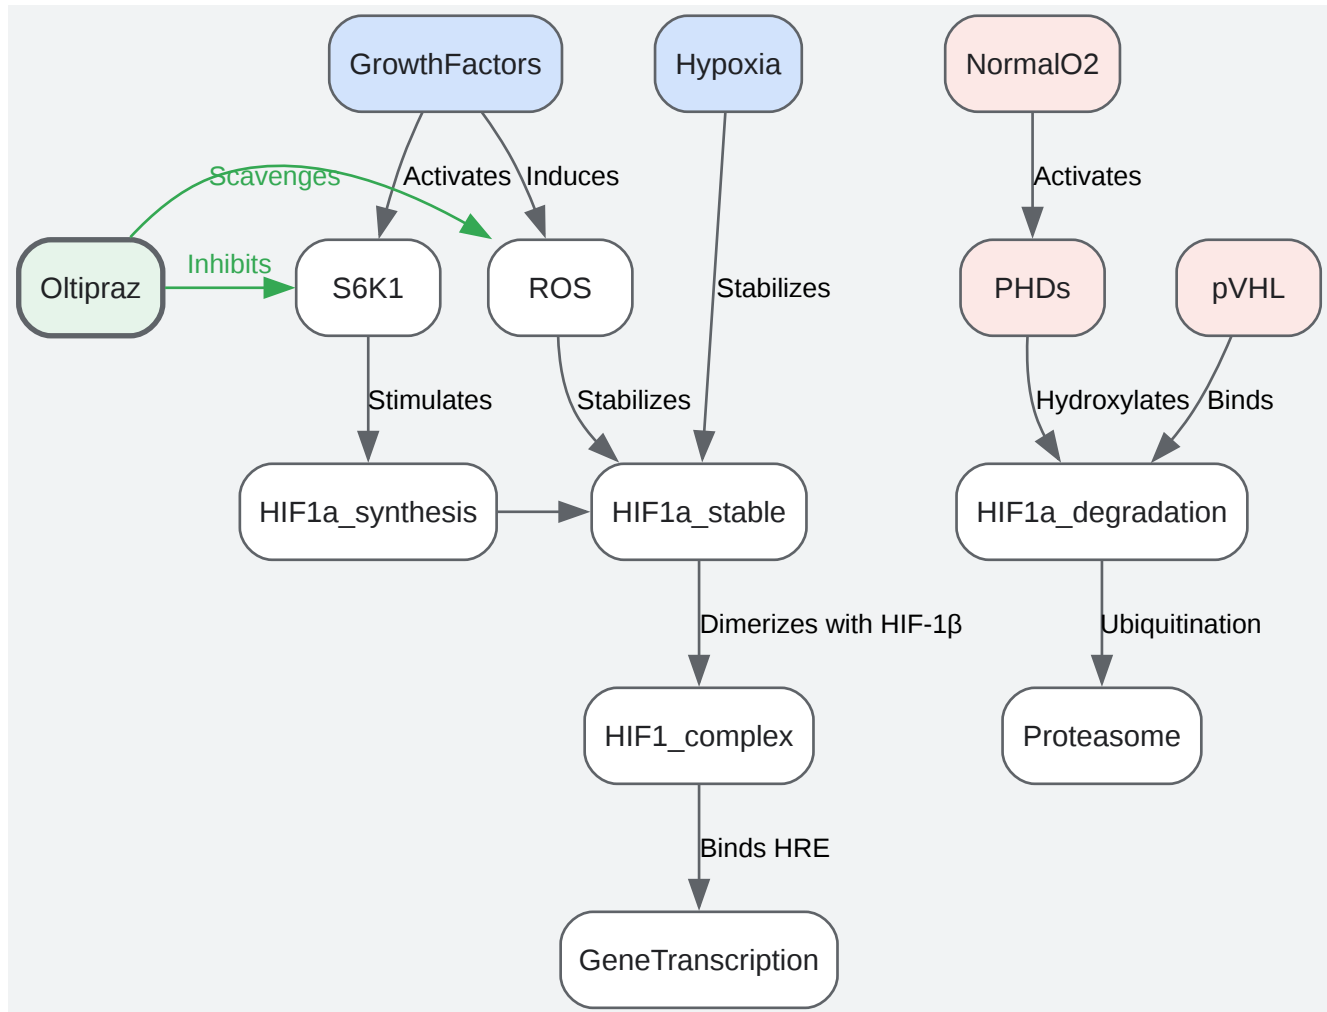 GrowthFactors
Hypoxia
NormalO2
Scavenges
Activates
Induces
Activates
Inhibits
Oltipraz
S6K1
ROS
Stabilizes
PHDs
pVHL
Stimulates
Stabilizes
Hydroxylates
Binds
HIF1a_synthesis
HIF1a_stable
HIF1a_degradation
Dimerizes with HIF-1β
Ubiquitination
HIF1_complex
Proteasome
Binds HRE
GeneTranscription